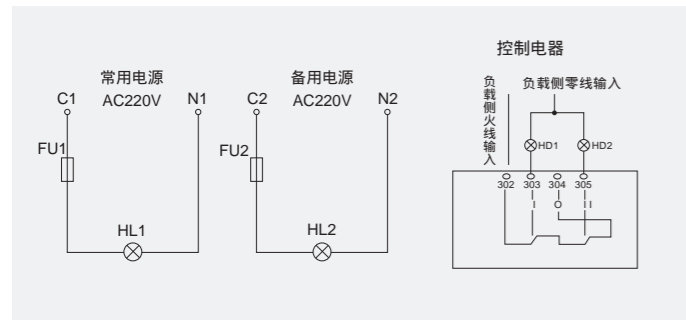 控制电器
常用电源
AC220V
C1
N1
FU1
HL1
备用电源
AC220V
C2
N2
FU2
HL2
负载侧火线输入
负载侧零线输入
HD1
HD2
302
303
304
305
I
O
II